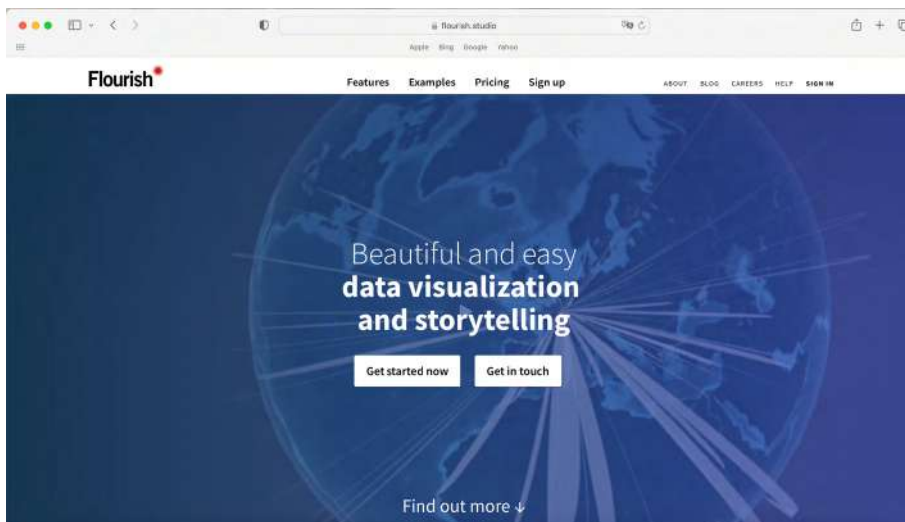 flourish.studio
Apple Bing Google Yahoo
Flourish
Features Examples Pricing Sign up
ABOUT BLOG CAREERS HELP SIGN IN
Beautiful and easy
data visualization
and storytelling
Get started now Get in touch
Find out more ↓